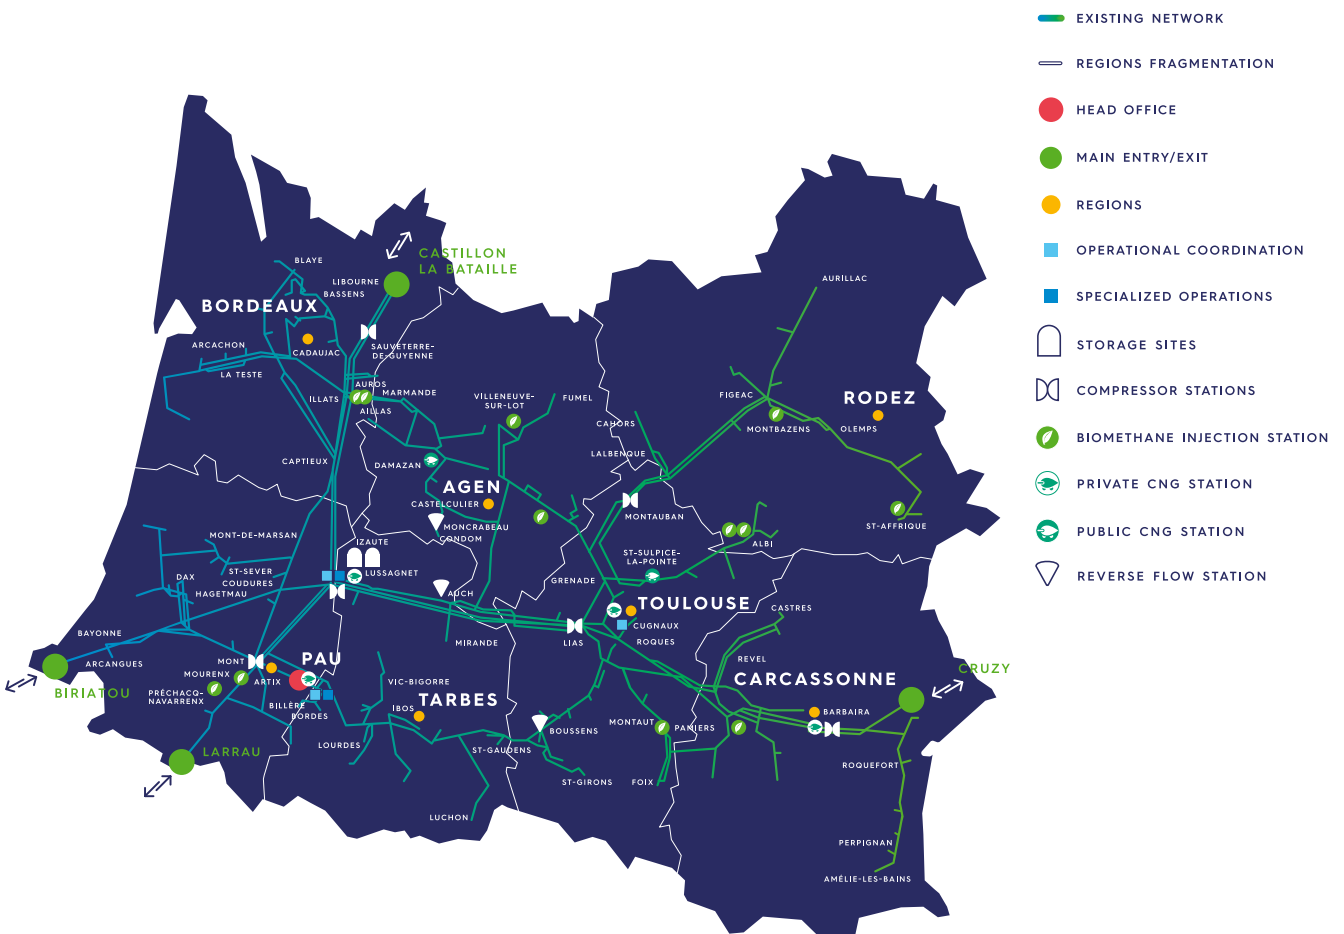 EXISTING NETWORK
REGIONS FRAGMENTATION
HEAD OFFICE
MAIN ENTRY/EXIT
REGIONS
OPERATIONAL COORDINATION
SPECIALIZED OPERATIONS
STORAGE SITES
COMPRESSOR STATIONS
BIOMETHANE INJECTION STATION
PRIVATE CNG STATION
PUBLIC CNG STATION
REVERSE FLOW STATION
CASTILLON
LA BATAILLE
BLAYE
LIBOURNE
BASSENS
BORDEAUX
CADAUJAC
SAUVETERRE-
DE-GUYENNE
ARCACHON
LA TESTE
AUROS
MARMANDE
ILLATS
AILLAS
VILLENEUVE-
SUR-LOT
FUMEL
CAHORS
LALBENQUE
AURILLAC
FIGEAC
RODEZ
MONTBAZENS
OLEMPS
CAPTIEUX
DAMAZAN
AGEN
CASTELCULIER
MONCRABEAU
CONDOM
MONTAUBAN
ST-AFFRIQUE
ALBI
MONT-DE-MARSAN
IZAUTE
LUSSAGNET
ST-SEVER
COUDURES
DAX
HAGETMAU
AUCH
GRENADE
ST-SULPICE-
LA-POINTE
TOULOUSE
CUGNAUX
ROQUES
CASTRES
BAYONNE
ARCANGUES
BIRIATOU
MIRANDE
LIAS
REVEL
CARCASSONNE
CRUZY
BARBAIRA
MONT
MOURENX
ARTIX
PAU
PRÉCHACQ-
NAVARRENX
BILLÈRE
BORDES
VIC-BIGORRE
TARBES
IBOS
LARRAU
LOURDES
ST-GAUDENS
BOUSSENS
MONTAUT
PAMIERS
ST-GIRONS
FOIX
LUCHON
ROQUEFORT
PERPIGNAN
AMÉLIE-LES-BAINS